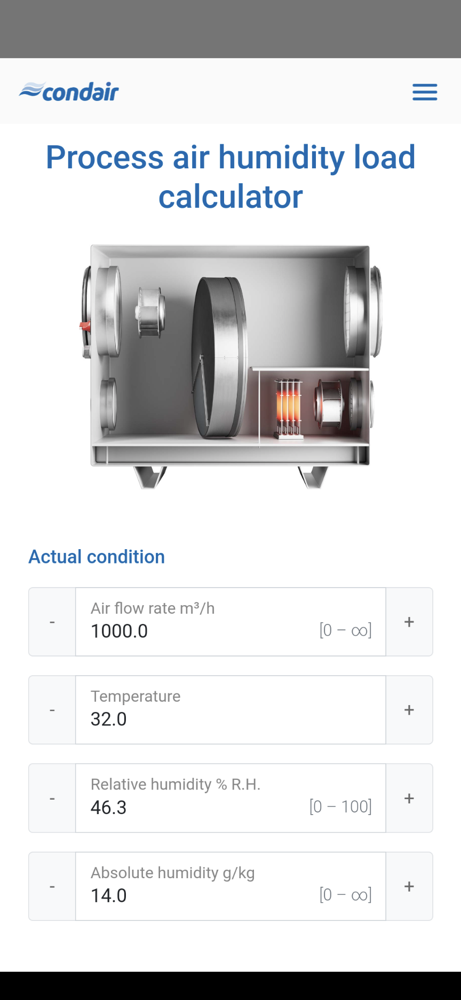 condair
Process air humidity load
calculator
Actual condition
-
Air flow rate m³/h
1000.0
[0 – ∞]
+
-
Temperature
32.0
+
-
Relative humidity % R.H.
46.3
[0 – 100]
+
-
Absolute humidity g/kg
14.0
[0 – ∞]
+